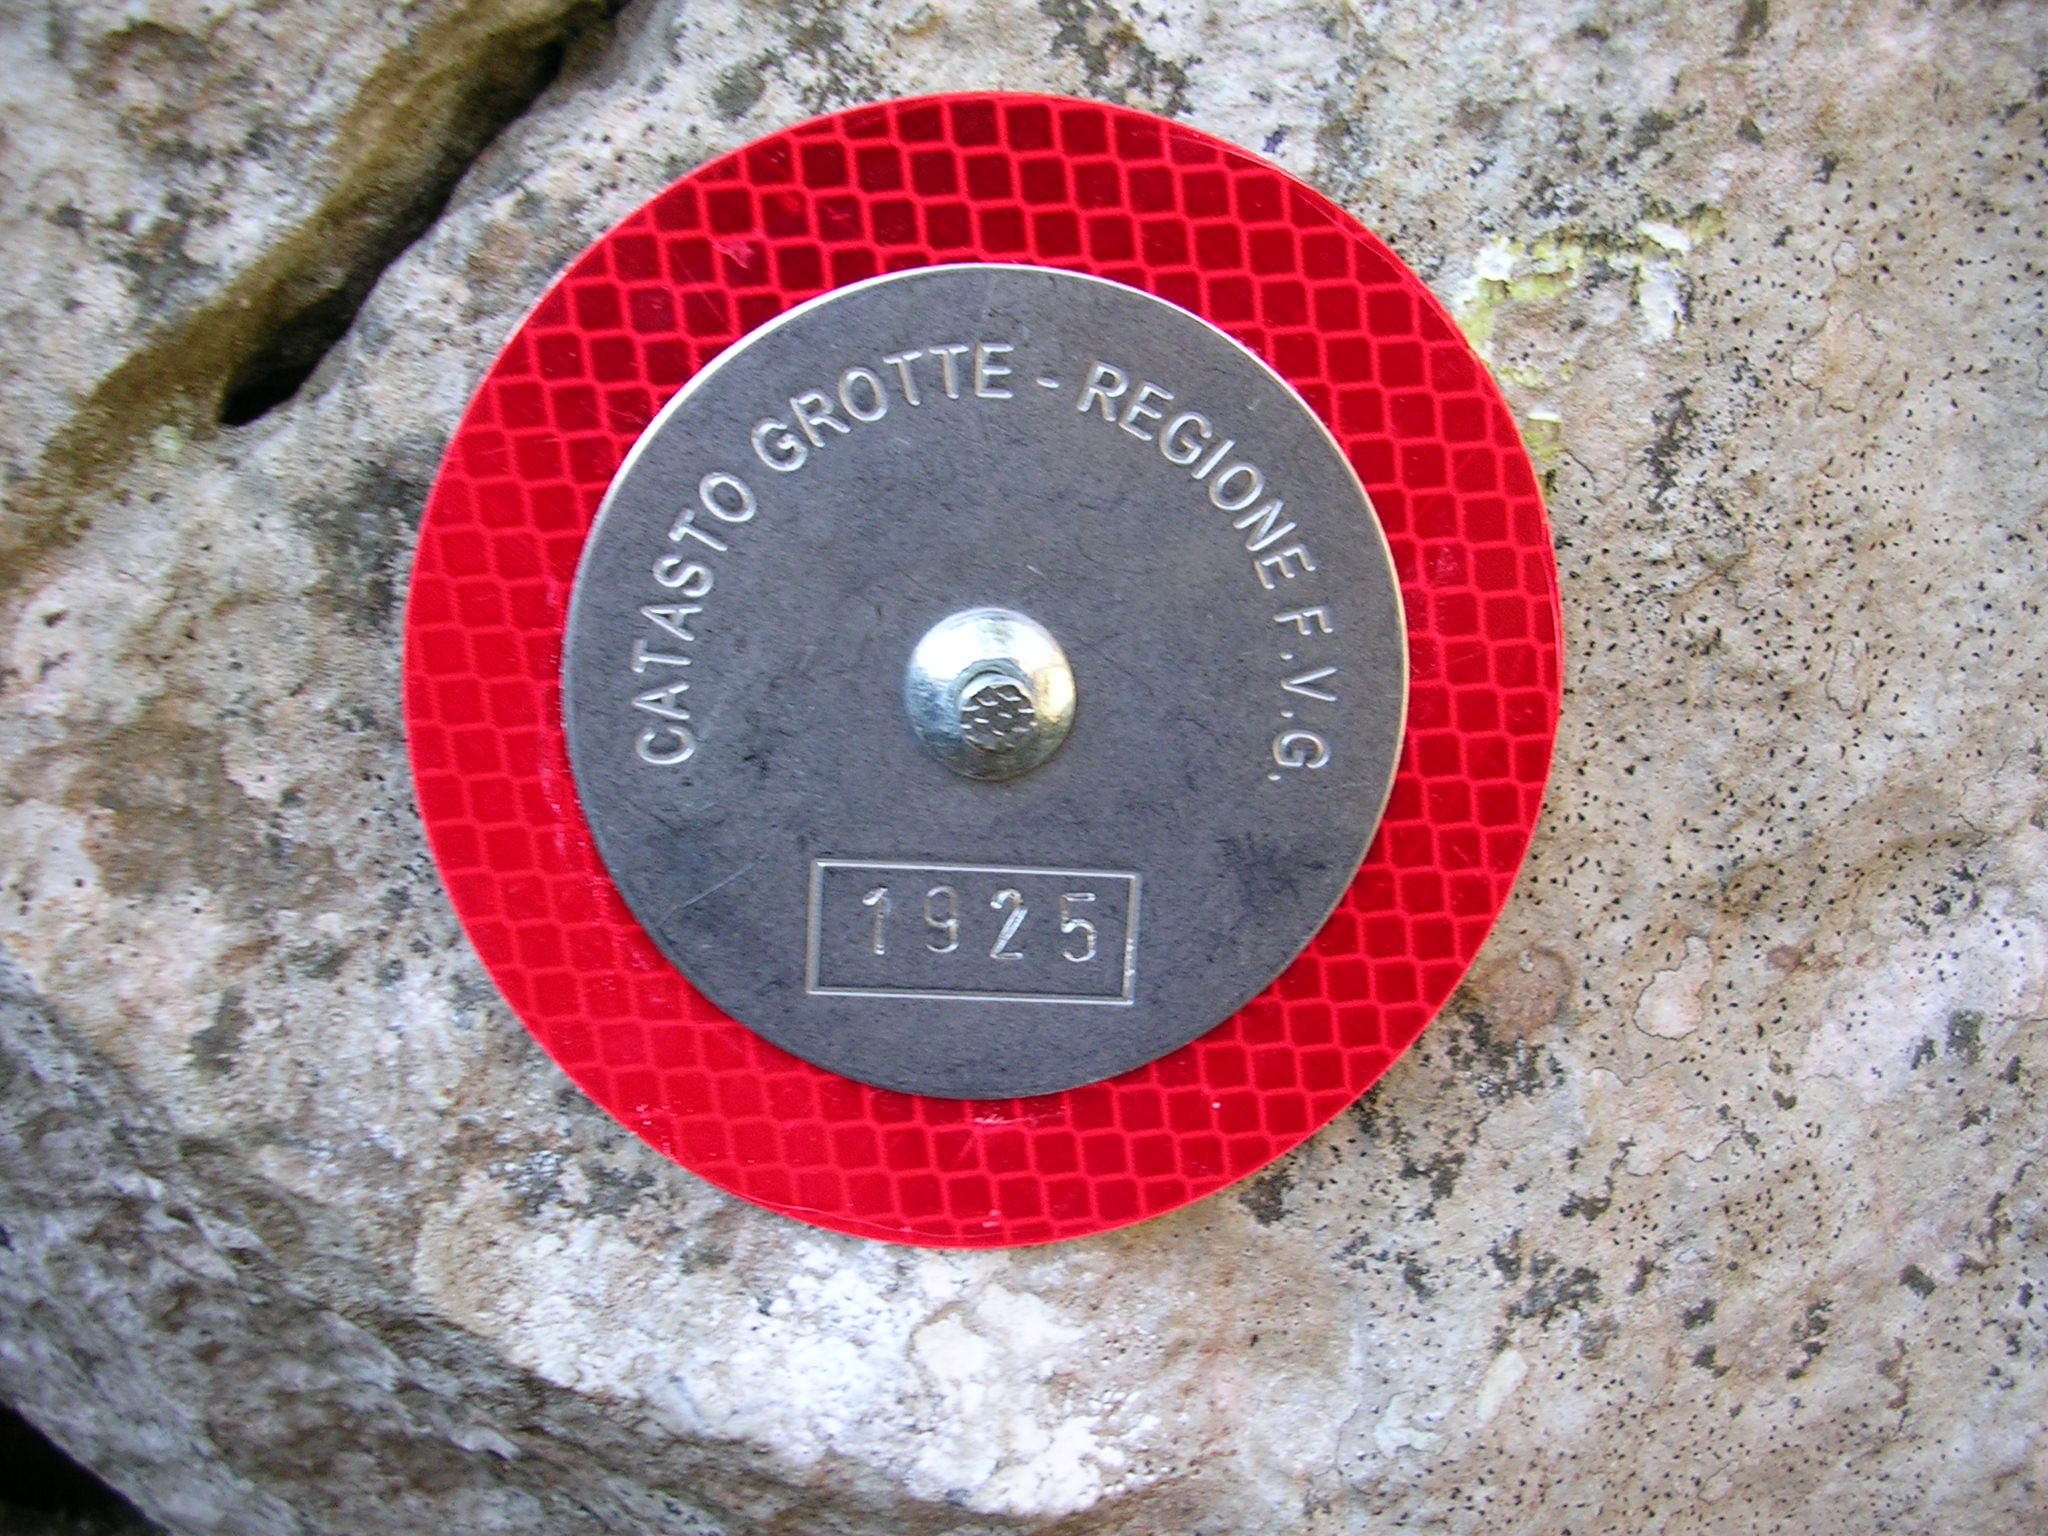 CATASTO GROTTE - REGIONE F.V.G.
1925